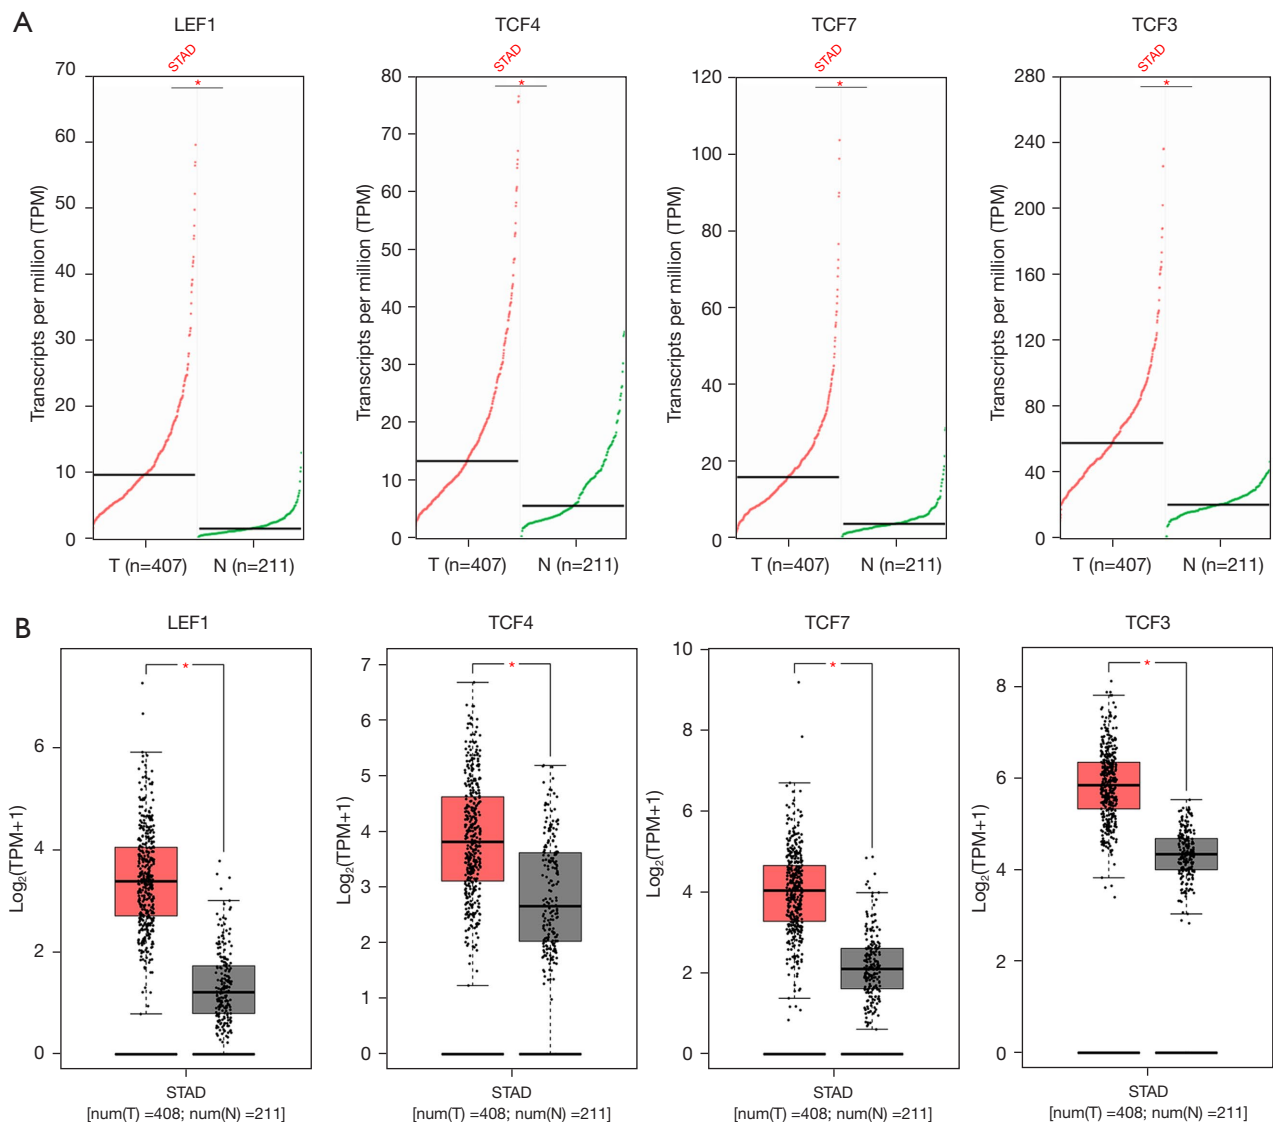 A
LEF1
TCF4
TCF7
TCF3
STAD
STAD
STAD
STAD
*
*
*
*
Transcripts per million (TPM)
70
60
50
40
30
20
10
0
T (n=407)
N (n=211)
Transcripts per million (TPM)
80
70
60
50
40
30
20
10
0
T (n=407)
N (n=211)
Transcripts per million (TPM)
120
100
80
60
40
20
0
T (n=407)
N (n=211)
Transcripts per million (TPM)
280
240
200
160
120
80
40
0
T (n=407)
N (n=211)
B
LEF1
TCF4
TCF7
TCF3
*
*
*
*
Log2(TPM+1)
6
4
2
0
STAD
[num(T) =408; num(N) =211]
Log2(TPM+1)
7
6
5
4
3
2
1
0
STAD
[num(T) =408; num(N) =211]
Log2(TPM+1)
10
8
6
4
2
0
STAD
[num(T) =408; num(N) =211]
Log2(TPM+1)
8
6
4
2
0
STAD
[num(T) =408; num(N) =211]